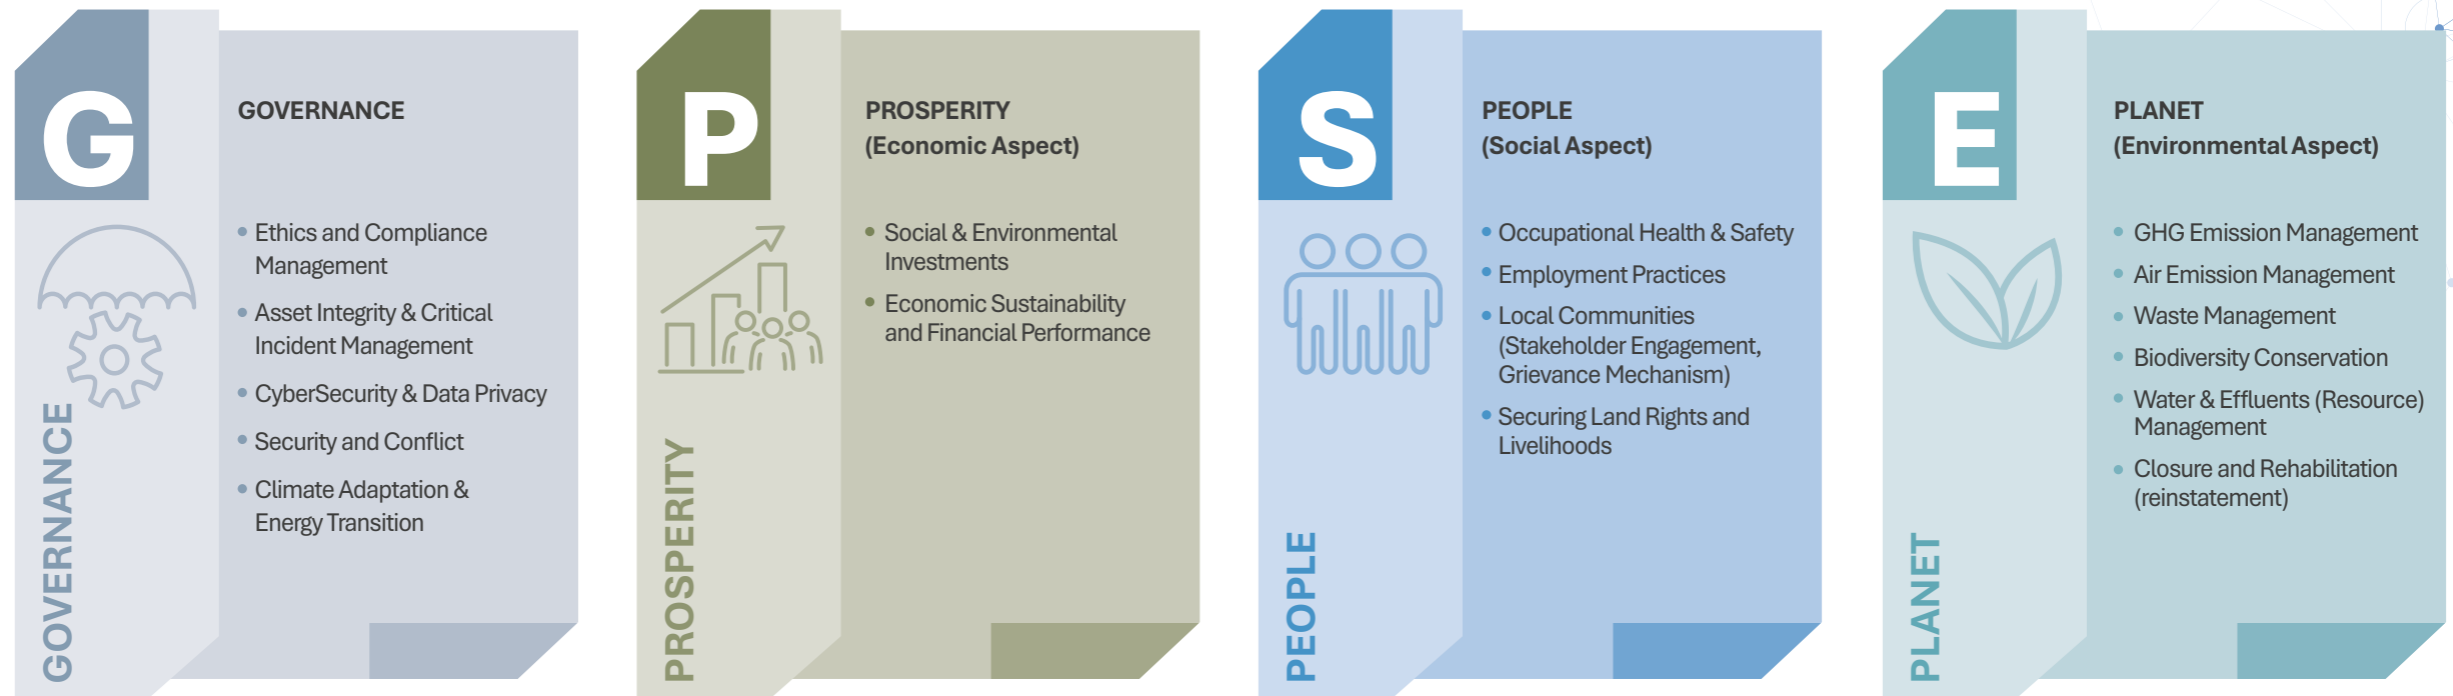 G
GOVERNANCE
GOVERNANCE
• Ethics and Compliance
Management
• Asset Integrity & Critical
Incident Management
• CyberSecurity & Data Privacy
• Security and Conflict
• Climate Adaptation &
Energy Transition
P
PROSPERITY
PROSPERITY
(Economic Aspect)
• Social & Environmental
Investments
• Economic Sustainability
and Financial Performance
S
PEOPLE
PEOPLE
(Social Aspect)
• Occupational Health & Safety
• Employment Practices
• Local Communities
(Stakeholder Engagement,
Grievance Mechanism)
• Securing Land Rights and
Livelihoods
E
PLANET
PLANET
(Environmental Aspect)
• GHG Emission Management
• Air Emission Management
• Waste Management
• Biodiversity Conservation
• Water & Effluents (Resource)
Management
• Closure and Rehabilitation
(reinstatement)